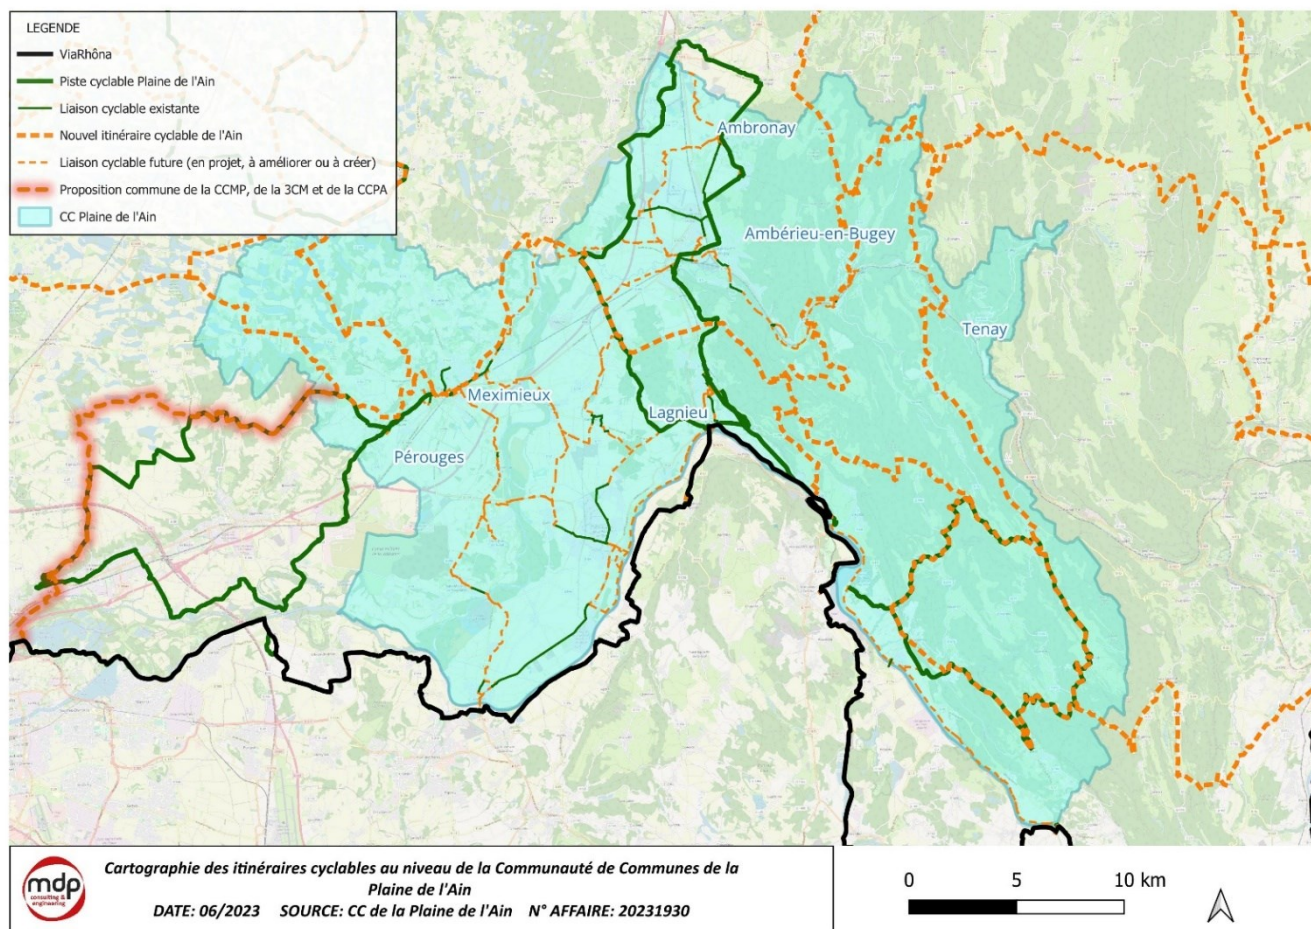 LEGENDE
ViaRhôna
Piste cyclable Plaine de l'Ain
Liaison cyclable existante
Nouvel itinéraire cyclable de l'Ain
Liaison cyclable future (en projet, à améliorer ou à créer)
Proposition commune de la CCMP, de la 3CM et de la CCPA
CC Plaine de l'Ain
Ambronay
Ambérieu-en-Bugey
Tenay
Meximieux
Lagnieu
Pérouges
mdp
consulting &
engineering
Cartographie des itinéraires cyclables au niveau de la Communauté de Communes de la
Plaine de l'Ain
DATE: 06/2023 SOURCE: CC de la Plaine de l'Ain N° AFFAIRE: 20231930
0 5 10 km